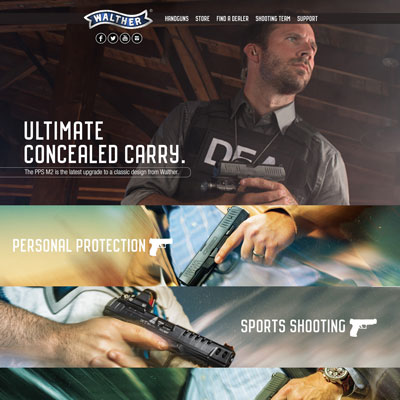 WALTHER
HANDGUNS STORE FIND A DEALER SHOOTING TEAM SUPPORT
DEA
ULTIMATE
CONCEALED CARRY.
The PPS M2 is the latest upgrade to a classic design from Walther.
PERSONAL PROTECTION
SPORTS SHOOTING